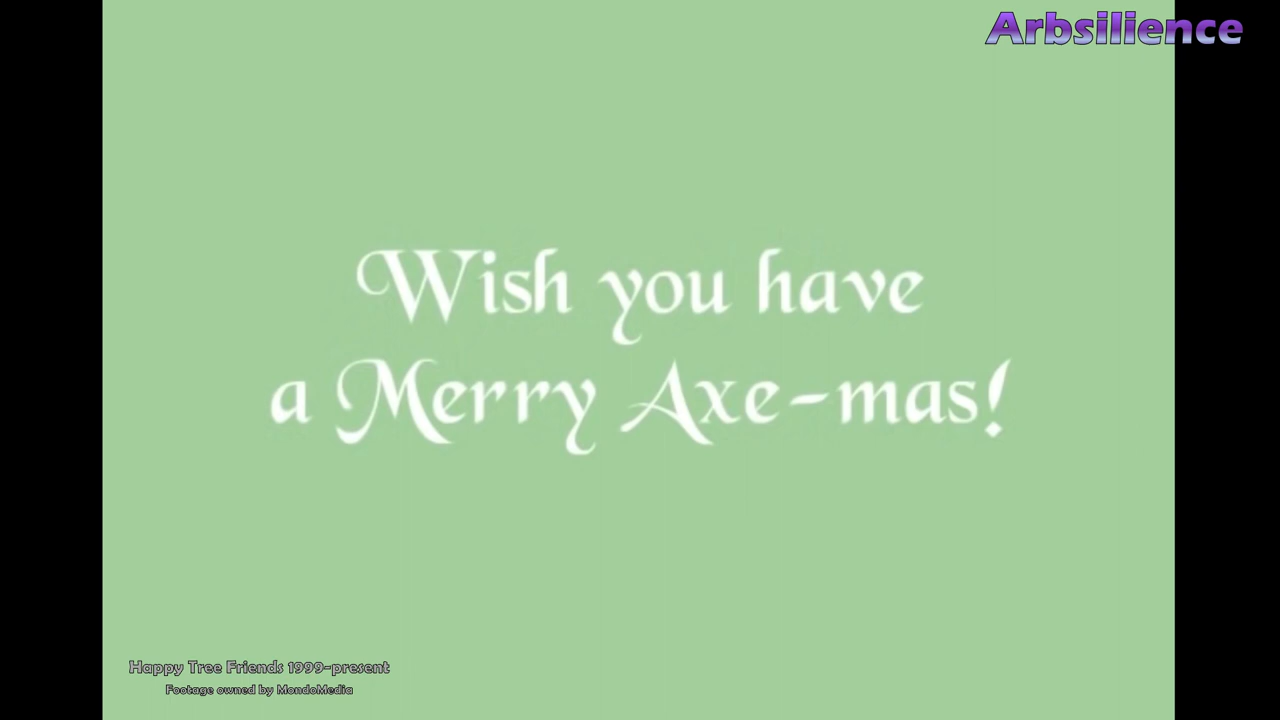 Arbsilience
Wish you have
a Merry Axe-mas!
Happy Tree Friends 1999-present
Footage owned by MondoMedia